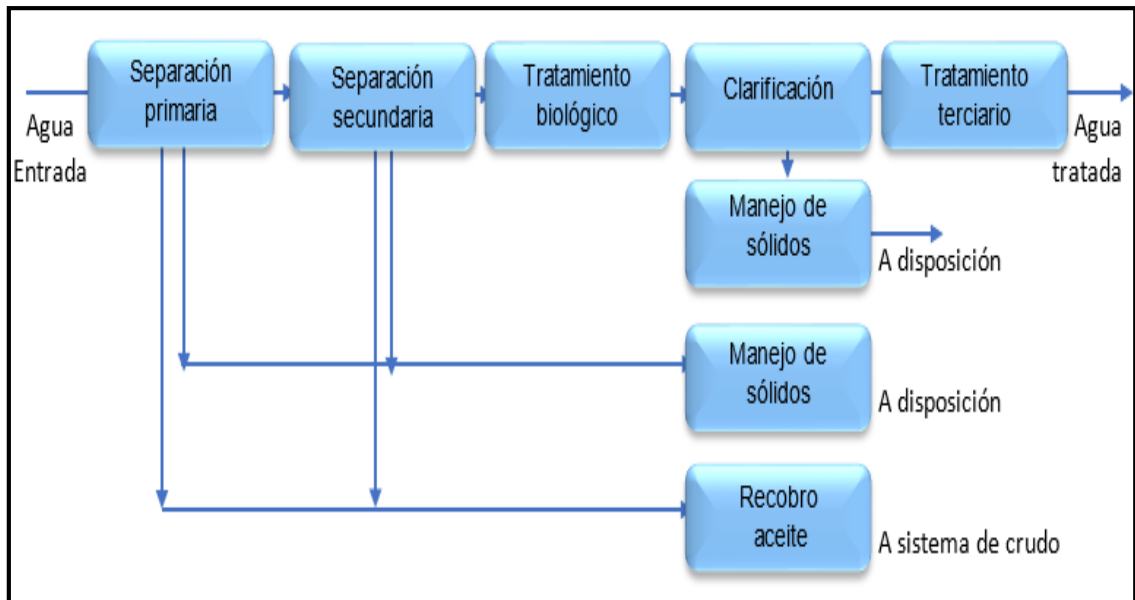 Separación
primaria
Separación
secundaria
Tratamiento
biológico
Clarificación
Tratamiento
terciario
Agua
Entrada
Agua
tratada
Manejo de
sólidos
A disposición
Manejo de
sólidos
A disposición
Recobro
aceite
A sistema de crudo